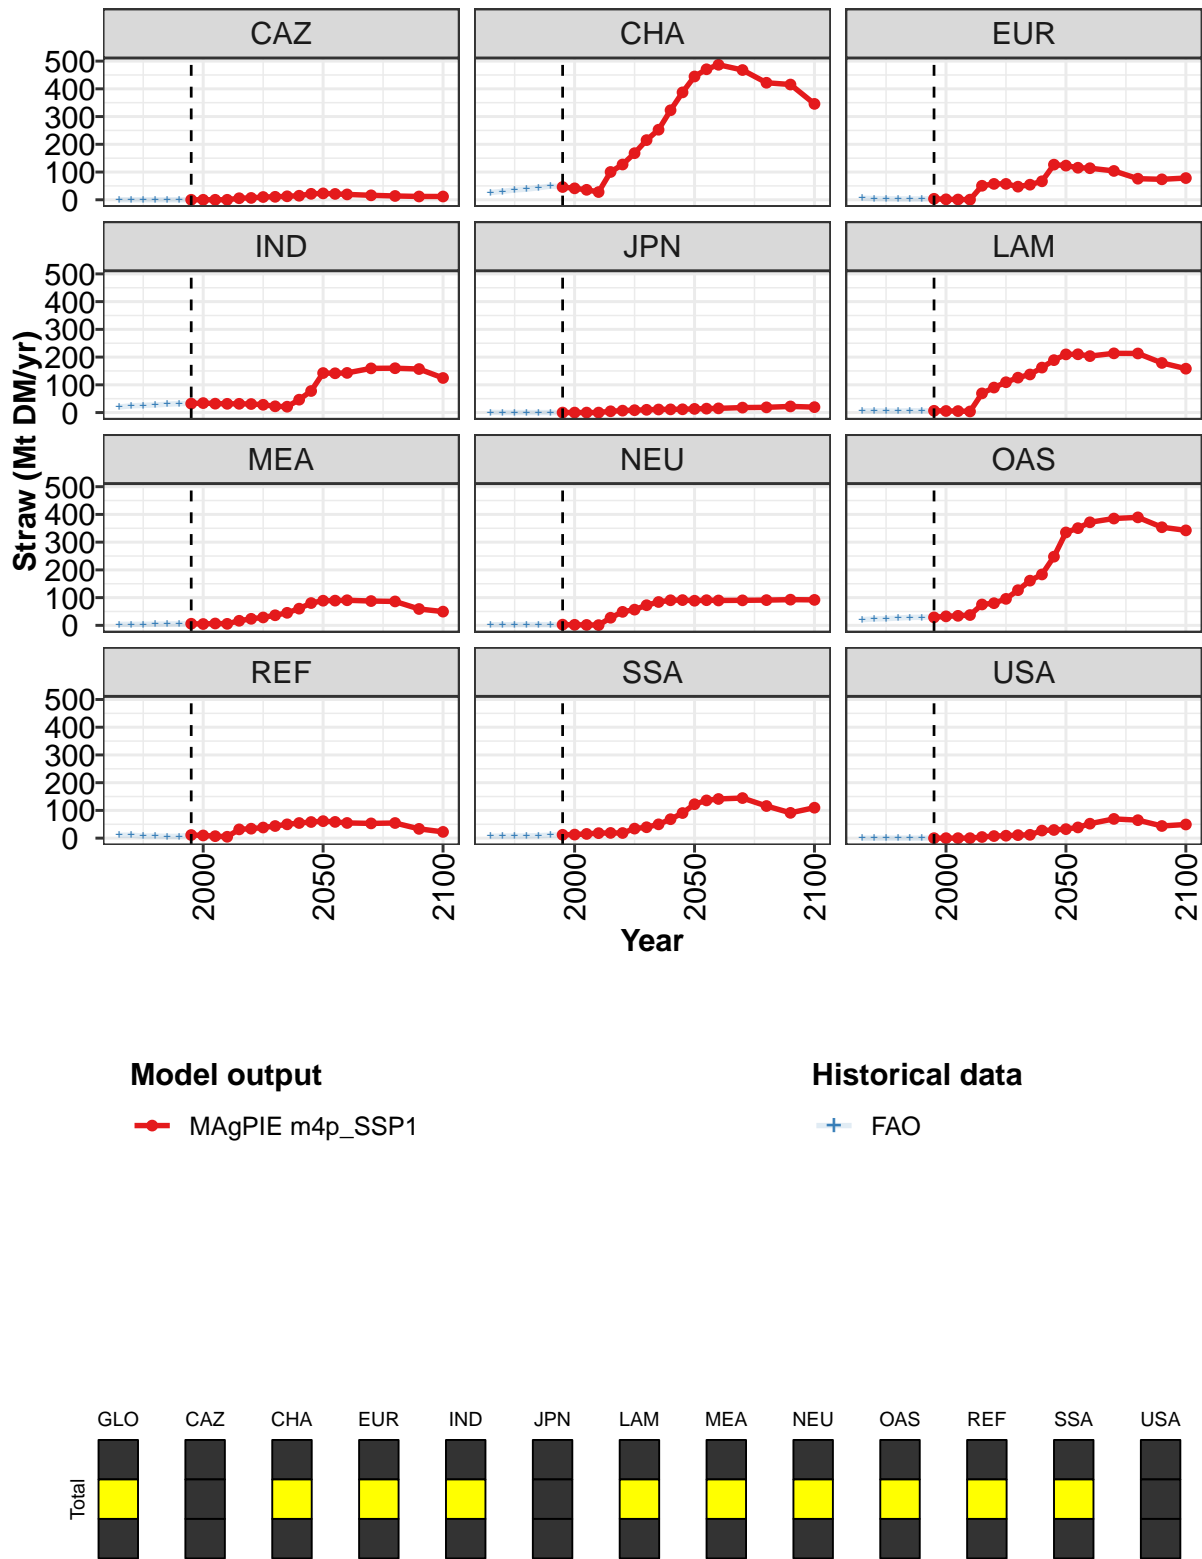 CAZ CHA EUR
500
400
300
200
100
0
IND JPN LAM
500
400
300
200
100
0
MEA NEU OAS
500
400
300
200
100
0
REF SSA USA
500
400
300
200
100
0
Straw (Mt DM/yr)
2000 2050 2100 2000 2050 2100 2000 2050 2100
Year
Model output
MAgPIE m4p_SSP1
Historical data
FAO
GLO CAZ CHA EUR IND JPN LAM MEA NEU OAS REF SSA USA
Total